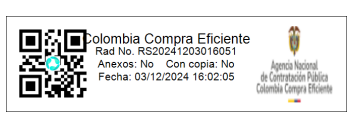 Colombia Compra Eficiente
Rad No. RS20241203016051
Anexos: No Con copia: No
Fecha: 03/12/2024 16:02:05
Agencia Nacional
de Contratación Pública
Colombia Compra Eficiente